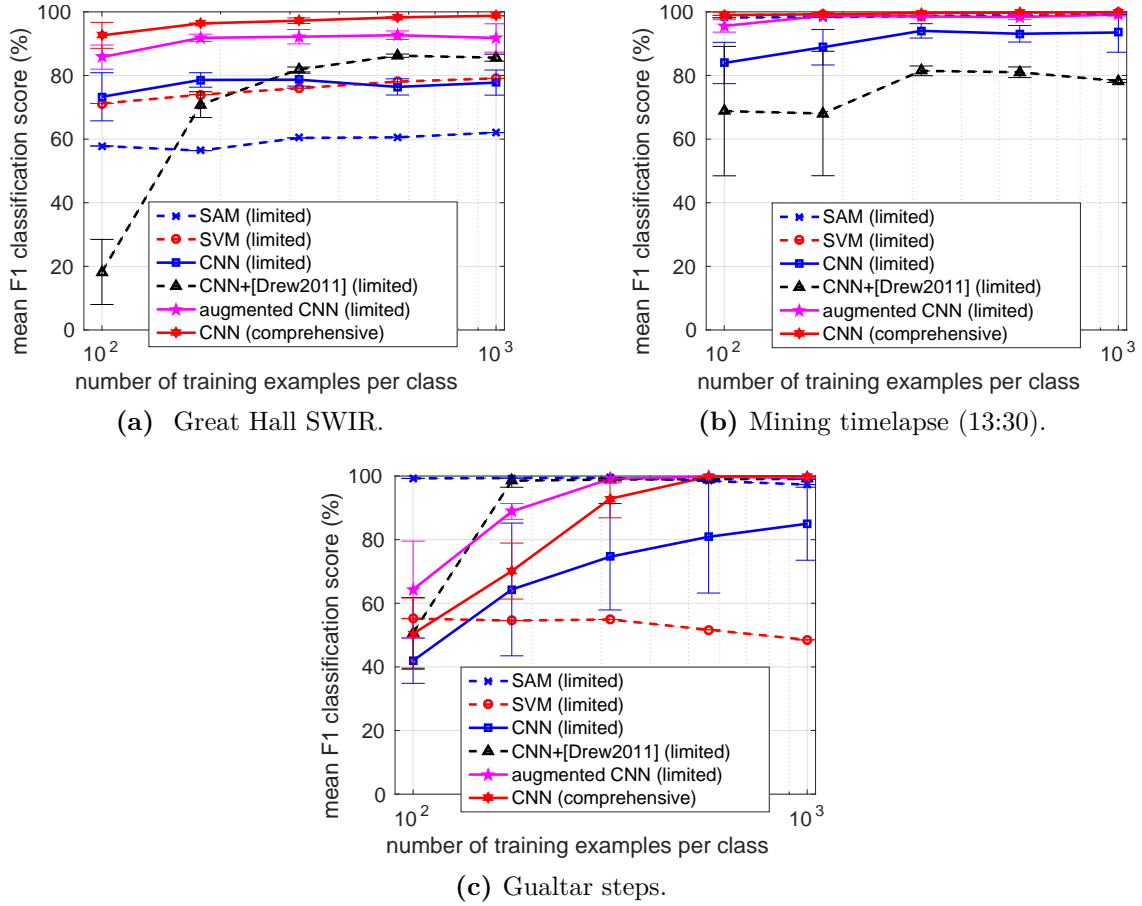 mean F1 classification score (%)
100
80
60
40
20
0
SAM (limited)
SVM (limited)
CNN (limited)
CNN+[Drew2011] (limited)
augmented CNN (limited)
CNN (comprehensive)
10^2
10^3
number of training examples per class
(a) Great Hall SWIR.
mean F1 classification score (%)
100
80
60
40
20
0
SAM (limited)
SVM (limited)
CNN (limited)
CNN+[Drew2011] (limited)
augmented CNN (limited)
CNN (comprehensive)
10^2
10^3
number of training examples per class
(b) Mining timelapse (13:30).
mean F1 classification score (%)
100
80
60
40
20
0
SAM (limited)
SVM (limited)
CNN (limited)
CNN+[Drew2011] (limited)
augmented CNN (limited)
CNN (comprehensive)
10^2
10^3
number of training examples per class
(c) Gualtar steps.